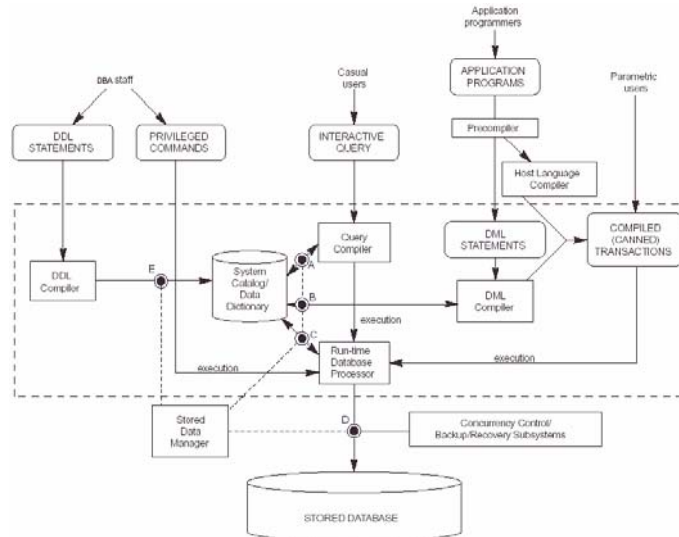 Application
programmers
Casual
users
DBA staff
APPLICATION
PROGRAMS
Parametric
users
DDL
STATEMENTS
PRIVILEGED
COMMANDS
INTERACTIVE
QUERY
Precompiler
Host Language
Compiler
Query
Compiler
DML
STATEMENTS
COMPILED
(CANNED)
TRANSACTIONS
DDL
Compiler
E
System
Catalog/
Data
Dictionary
A
B
C
DML
Compiler
execution
execution
Run-time
Database
Processor
execution
Stored
Data
Manager
D
Concurrency Control/
Backup/Recovery Subsystems
STORED DATABASE